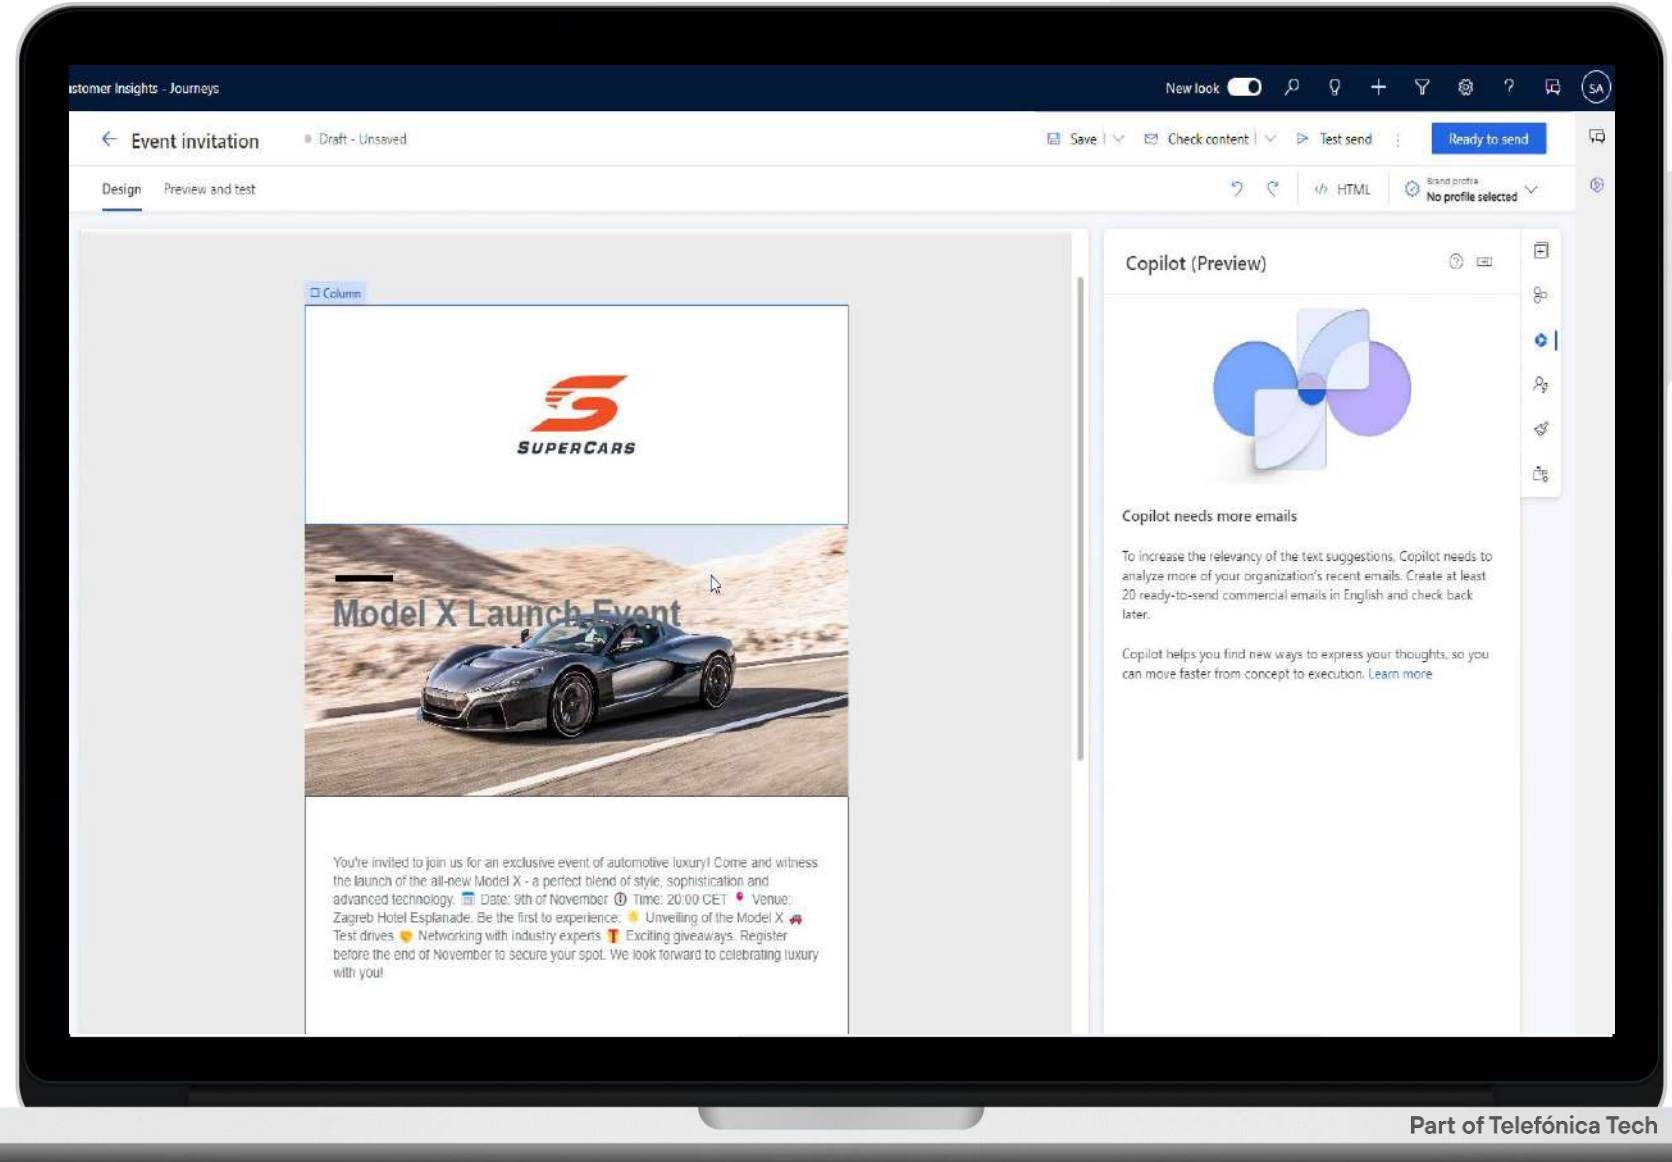 ustomer Insights - Journeys
New look
SA
Event invitation
Draft - Unsaved
Save
Check content
Test send
Ready to send
Design
Preview and test
HTML
Brand profile
No profile selected
Column
SUPERCARS
Model X Launch Event
You're invited to join us for an exclusive event of automotive luxury! Come and witness
the launch of the all-new Model X - a perfect blend of style, sophistication and
advanced technology. 📅 Date: 9th of November 🕕 Time: 20:00 CET 📍 Venue:
Zagreb Hotel Esplanade. Be the first to experience: 🌟 Unveiling of the Model X 🚗
Test drives 🤝 Networking with industry experts 🎁 Exciting giveaways. Register
before the end of November to secure your spot. We look forward to celebrating luxury
with you!
Copilot (Preview)
Copilot needs more emails
To increase the relevancy of the text suggestions, Copilot needs to
analyze more of your organization's recent emails. Create at least
20 ready-to-send commercial emails in English and check back
later.
Copilot helps you find new ways to express your thoughts, so you
can move faster from concept to execution. Learn more
Part of Telefónica Tech